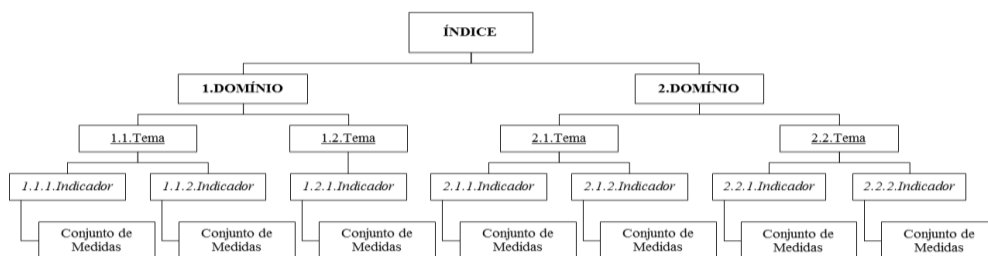 ÍNDICE
1.DOMÍNIO
2.DOMÍNIO
1.1.Tema
1.2.Tema
2.1.Tema
2.2.Tema
1.1.1.Indicador
1.1.2.Indicador
1.2.1.Indicador
2.1.1.Indicador
2.1.2.Indicador
2.2.1.Indicador
2.2.2.Indicador
Conjunto de
Medidas
Conjunto de
Medidas
Conjunto de
Medidas
Conjunto de
Medidas
Conjunto de
Medidas
Conjunto de
Medidas
Conjunto de
Medidas